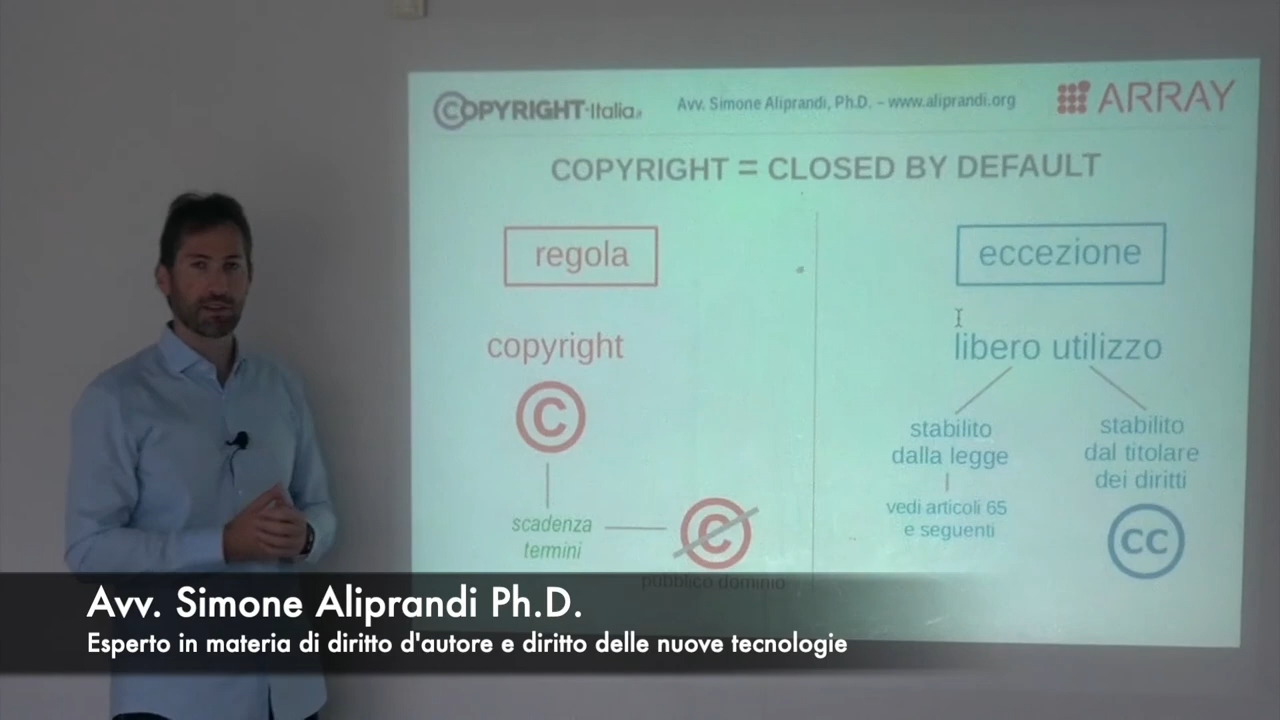 COPYRIGHT-Italia.it
Avv. Simone Aliprandi, Ph.D. – www.aliprandi.org
ARRAY
COPYRIGHT = CLOSED BY DEFAULT
regola
eccezione
copyright
libero utilizzo
C
stabilito
dalla legge
stabilito
dal titolare
dei diritti
vedi articoli 65
e seguenti
scadenza
termini
C
CC
pubblico dominio
Avv. Simone Aliprandi Ph.D.
Esperto in materia di diritto d'autore e diritto delle nuove tecnologie